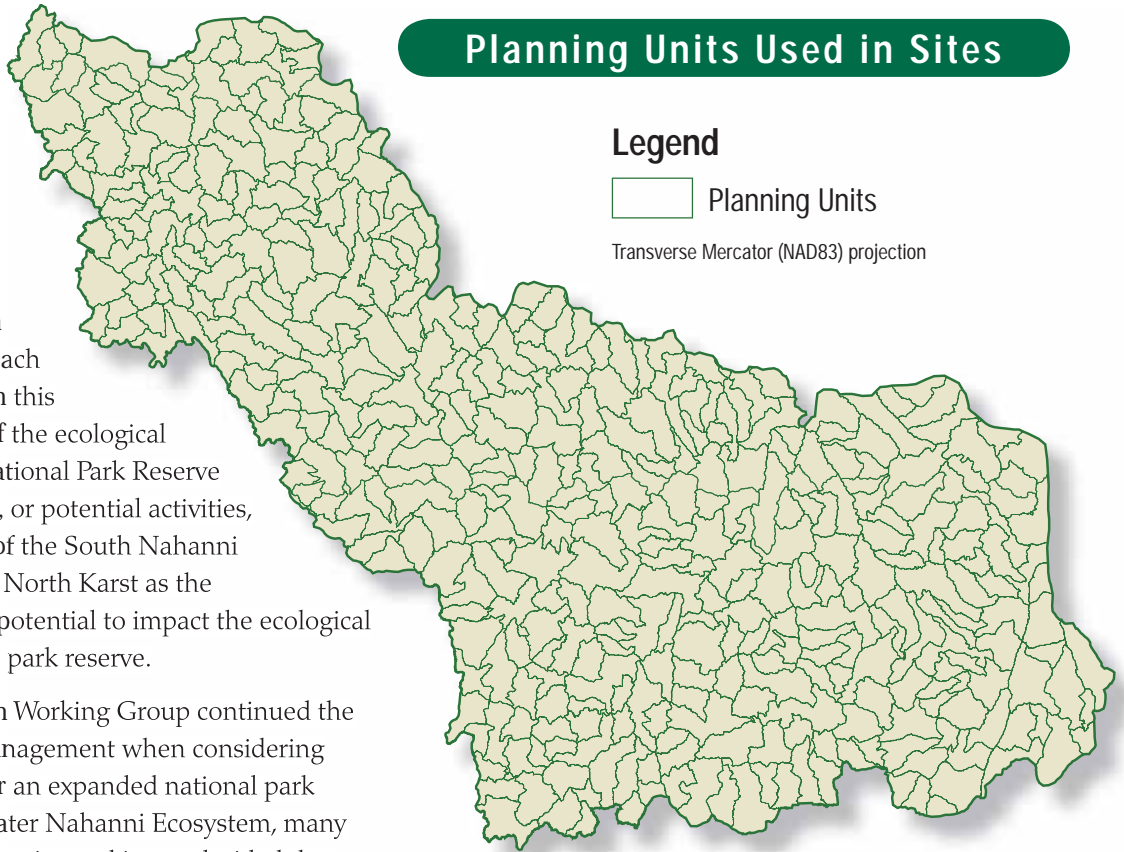 Planning Units Used in Sites
Legend
Planning Units
Transverse Mercator (NAD83) projection
ach
this
f the ecological
ational Park Reserve
, or potential activities,
of the South Nahanni
North Karst as the
potential to impact the ecological
park reserve.
Working Group continued the
nagement when considering
r an expanded national park
ater Nahanni Ecosystem, many